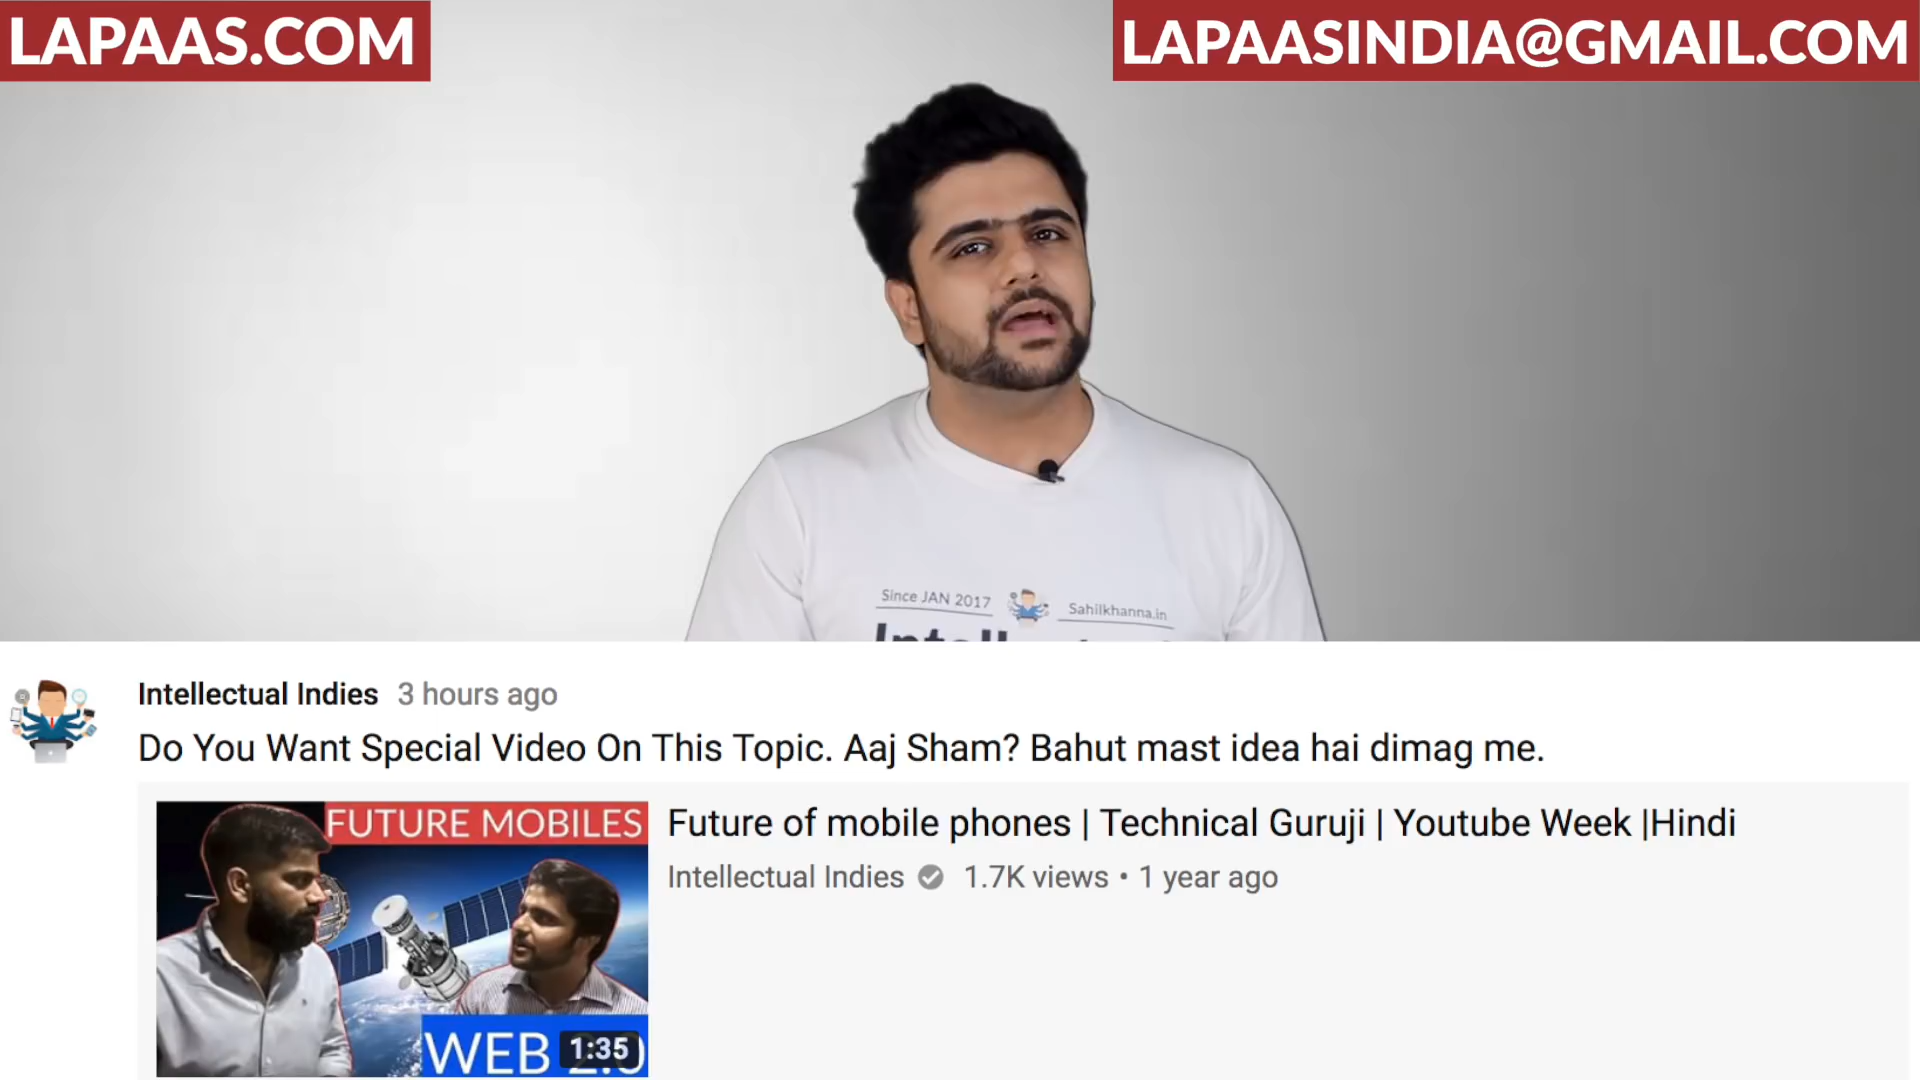 LAPAAS.COM
LAPAASINDIA@GMAIL.COM
Since JAN 2017
Sahilkhanna.in
Intellectual Indies 3 hours ago
Do You Want Special Video On This Topic. Aaj Sham? Bahut mast idea hai dimag me.
FUTURE MOBILES
WEB
1:35
Future of mobile phones | Technical Guruji | Youtube Week |Hindi
Intellectual Indies 1.7K views • 1 year ago